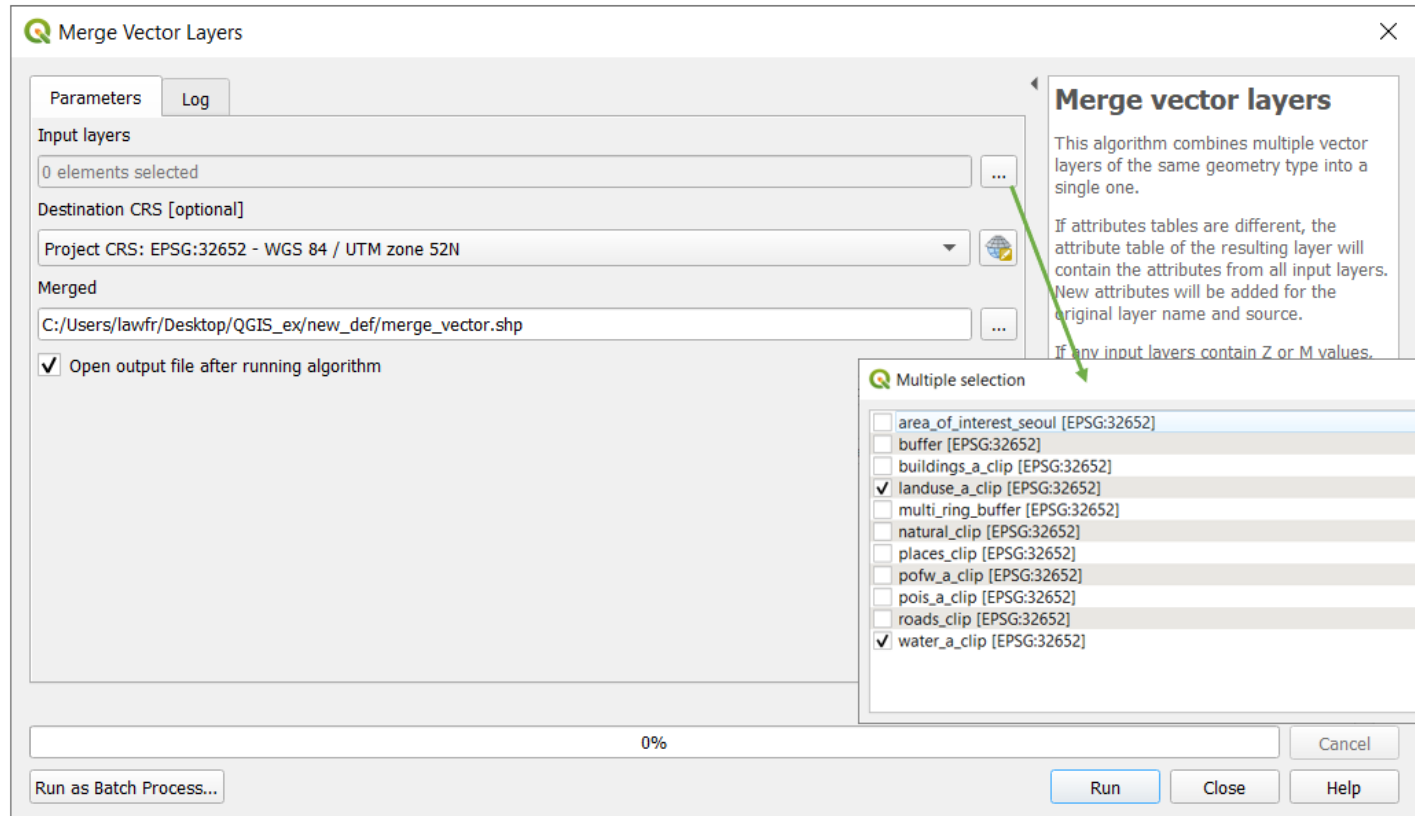 Merge Vector Layers
Parameters
Log
Input layers
0 elements selected
...
Destination CRS [optional]
Project CRS: EPSG:32652 - WGS 84 / UTM zone 52N
Merged
C:/Users/lawfr/Desktop/QGIS_ex/new_def/merge_vector.shp
...
Open output file after running algorithm
Merge vector layers
This algorithm combines multiple vector
layers of the same geometry type into a
single one.
If attributes tables are different, the
attribute table of the resulting layer will
contain the attributes from all input layers.
New attributes will be added for the
original layer name and source.
If any input layers contain Z or M values,
Multiple selection
area_of_interest_seoul [EPSG:32652]
buffer [EPSG:32652]
buildings_a_clip [EPSG:32652]
landuse_a_clip [EPSG:32652]
multi_ring_buffer [EPSG:32652]
natural_clip [EPSG:32652]
places_clip [EPSG:32652]
pofw_a_clip [EPSG:32652]
pois_a_clip [EPSG:32652]
roads_clip [EPSG:32652]
water_a_clip [EPSG:32652]
0%
Cancel
Run as Batch Process...
Run
Close
Help